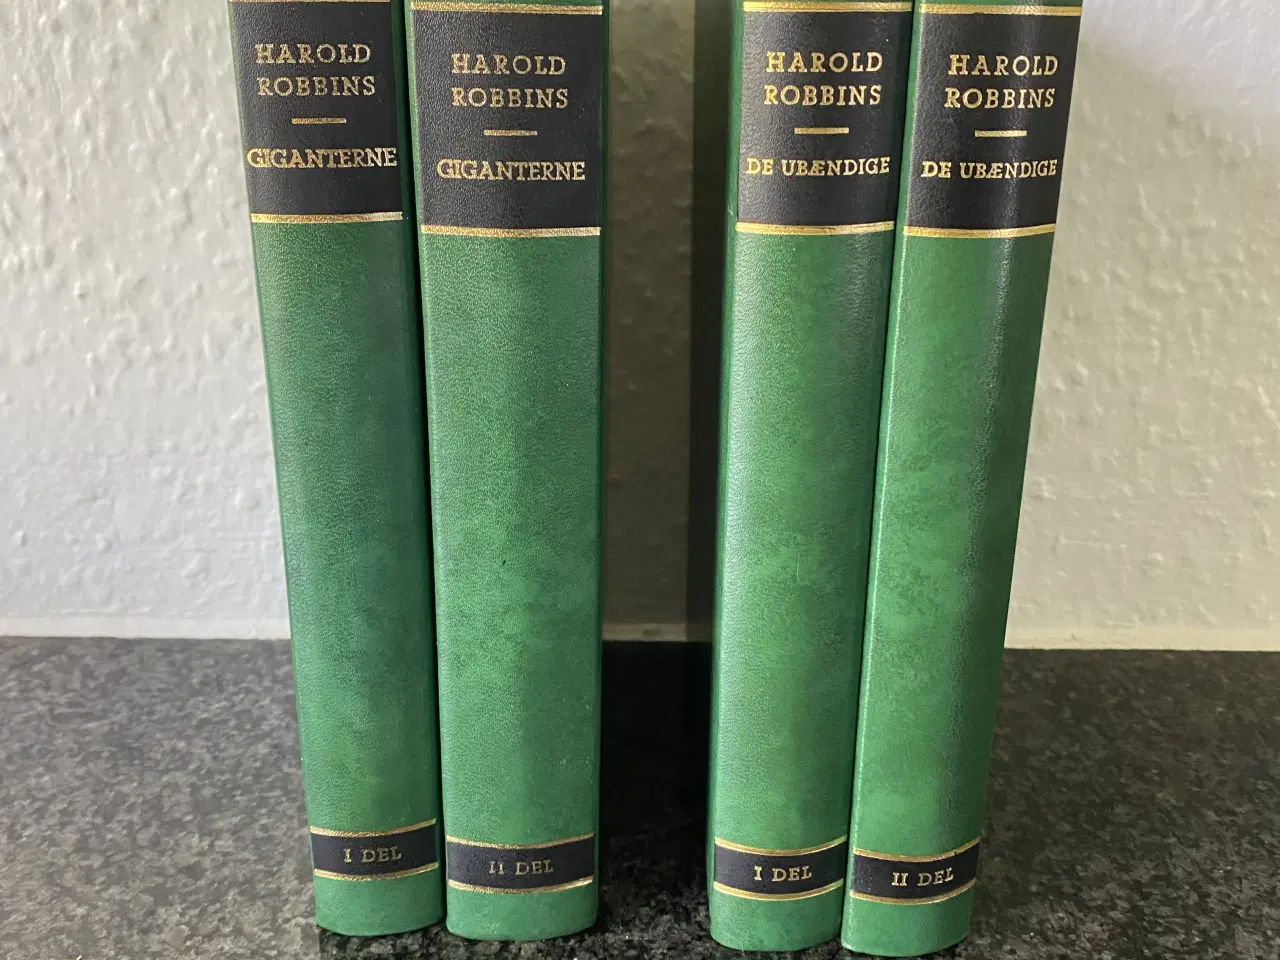 HAROLD
ROBBINS
GIGANTERNE
I DEL
HAROLD
ROBBINS
GIGANTERNE
II DEL
HAROLD
ROBBINS
DE UBÆNDIGE
I DEL
HAROLD
ROBBINS
DE UBÆNDIGE
II DEL